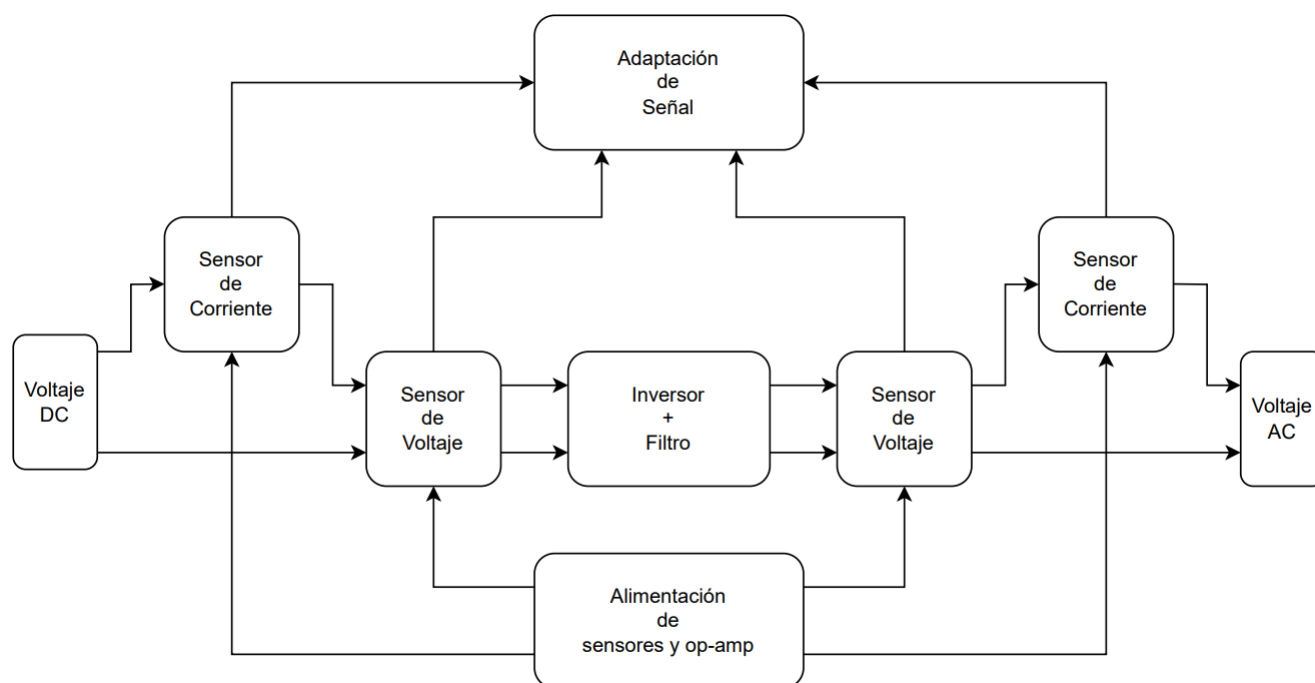 Adaptación
de
Señal
Sensor
de
Corriente
Sensor
de
Corriente
Voltaje
DC
Sensor
de
Voltaje
Inversor
+
Filtro
Sensor
de
Voltaje
Voltaje
AC
Alimentación
de
sensores y op-amp